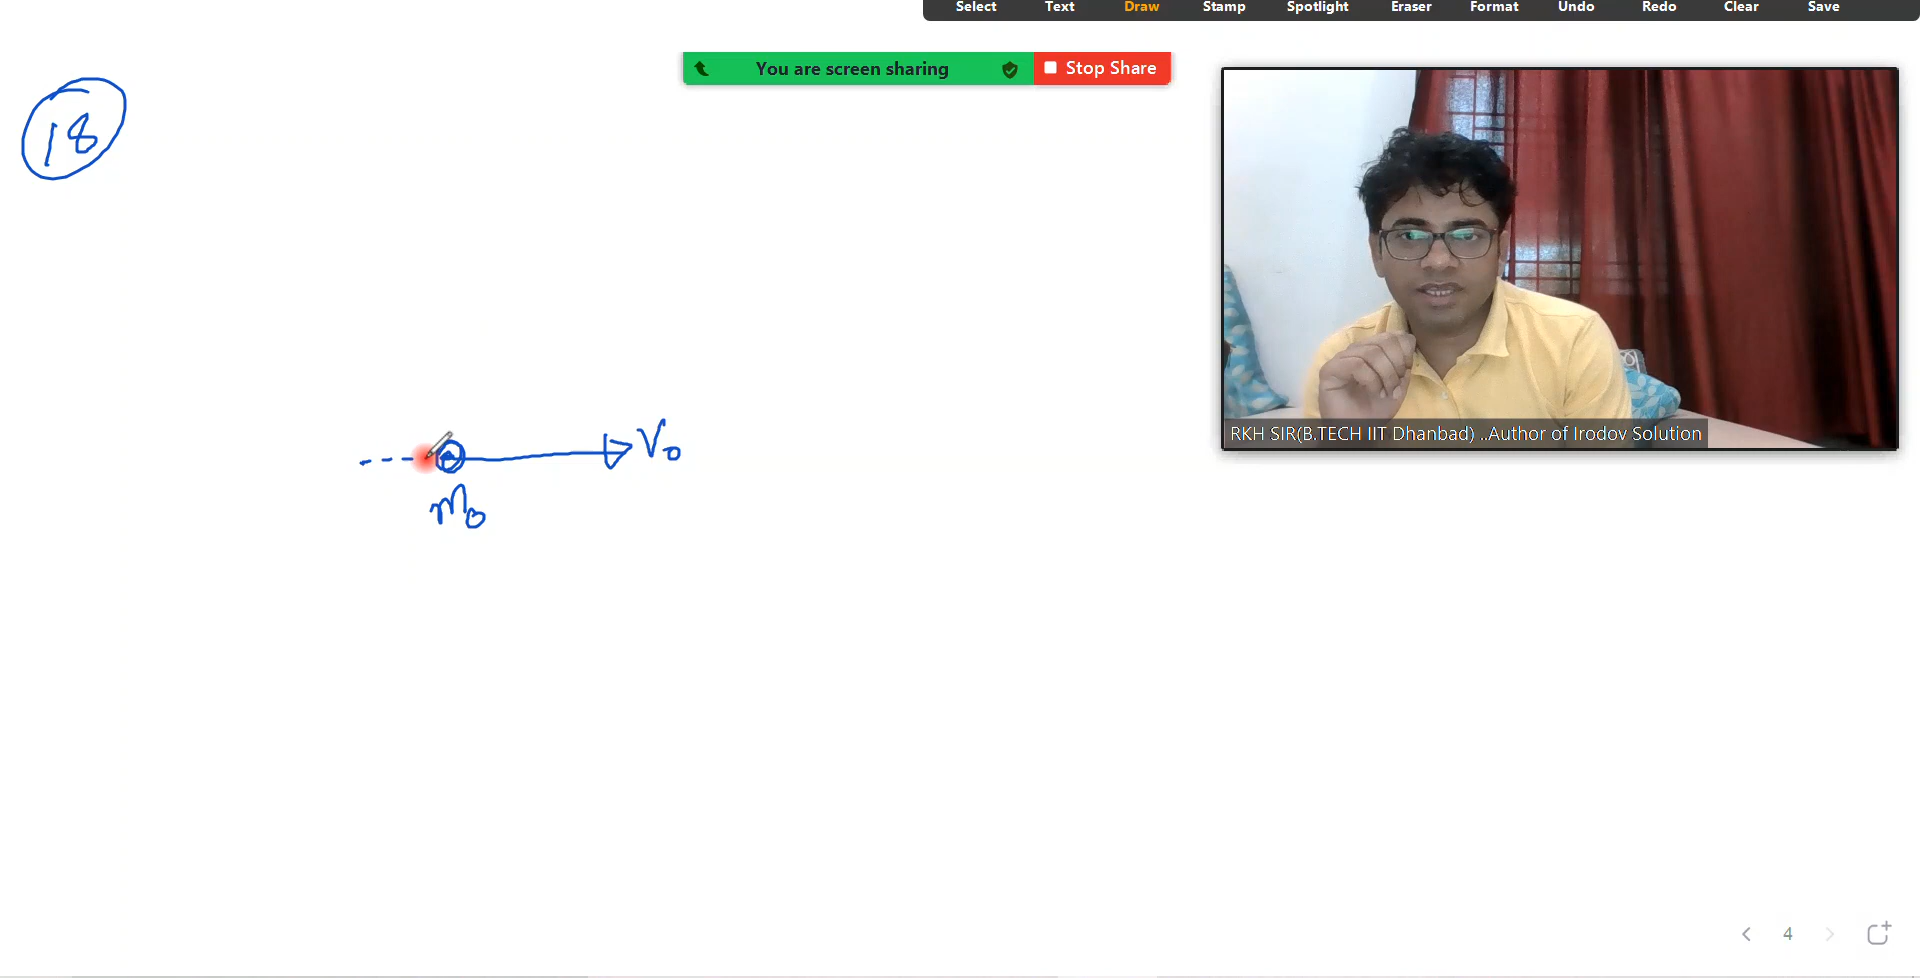 Select Text Draw Stamp Spotlight Eraser Format Undo Redo Clear Save
You are screen sharing Stop Share
18
V₀
m₀
RKH SIR(B.TECH IIT Dhanbad) ..Author of Irodov Solution
4